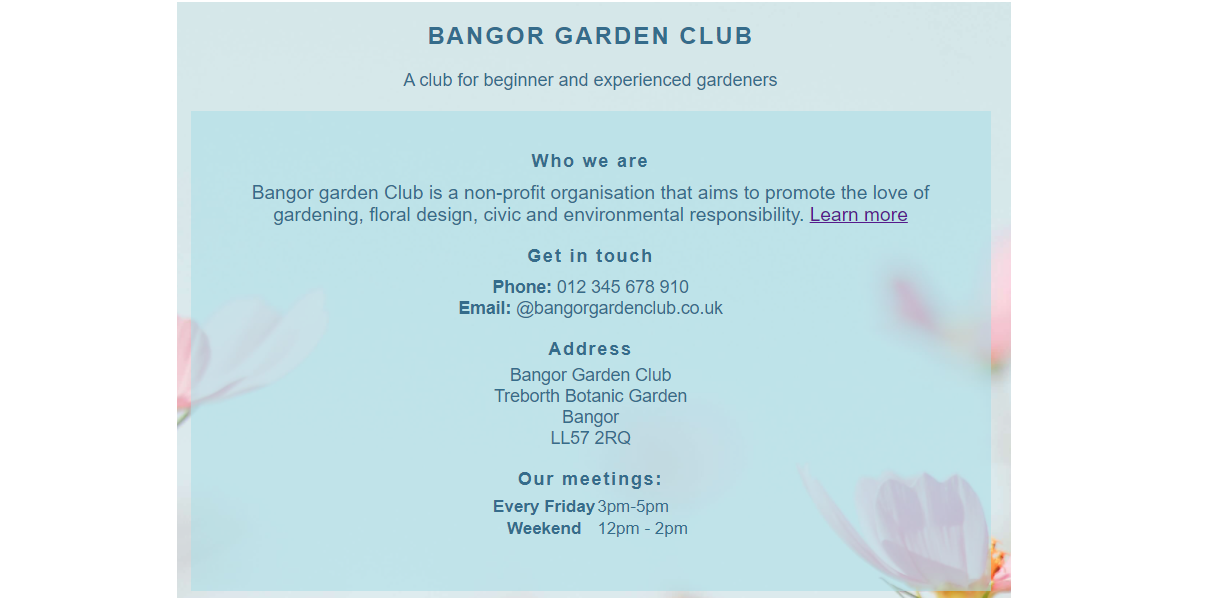 BANGOR GARDEN CLUB
A club for beginner and experienced gardeners
Who we are
Bangor garden Club is a non-profit organisation that aims to promote the love of
gardening, floral design, civic and environmental responsibility. Learn more
Get in touch
Phone: 012 345 678 910
Email: @bangorgardenclub.co.uk
Address
Bangor Garden Club
Treborth Botanic Garden
Bangor
LL57 2RQ
Our meetings:
Every Friday 3pm-5pm
Weekend 12pm - 2pm